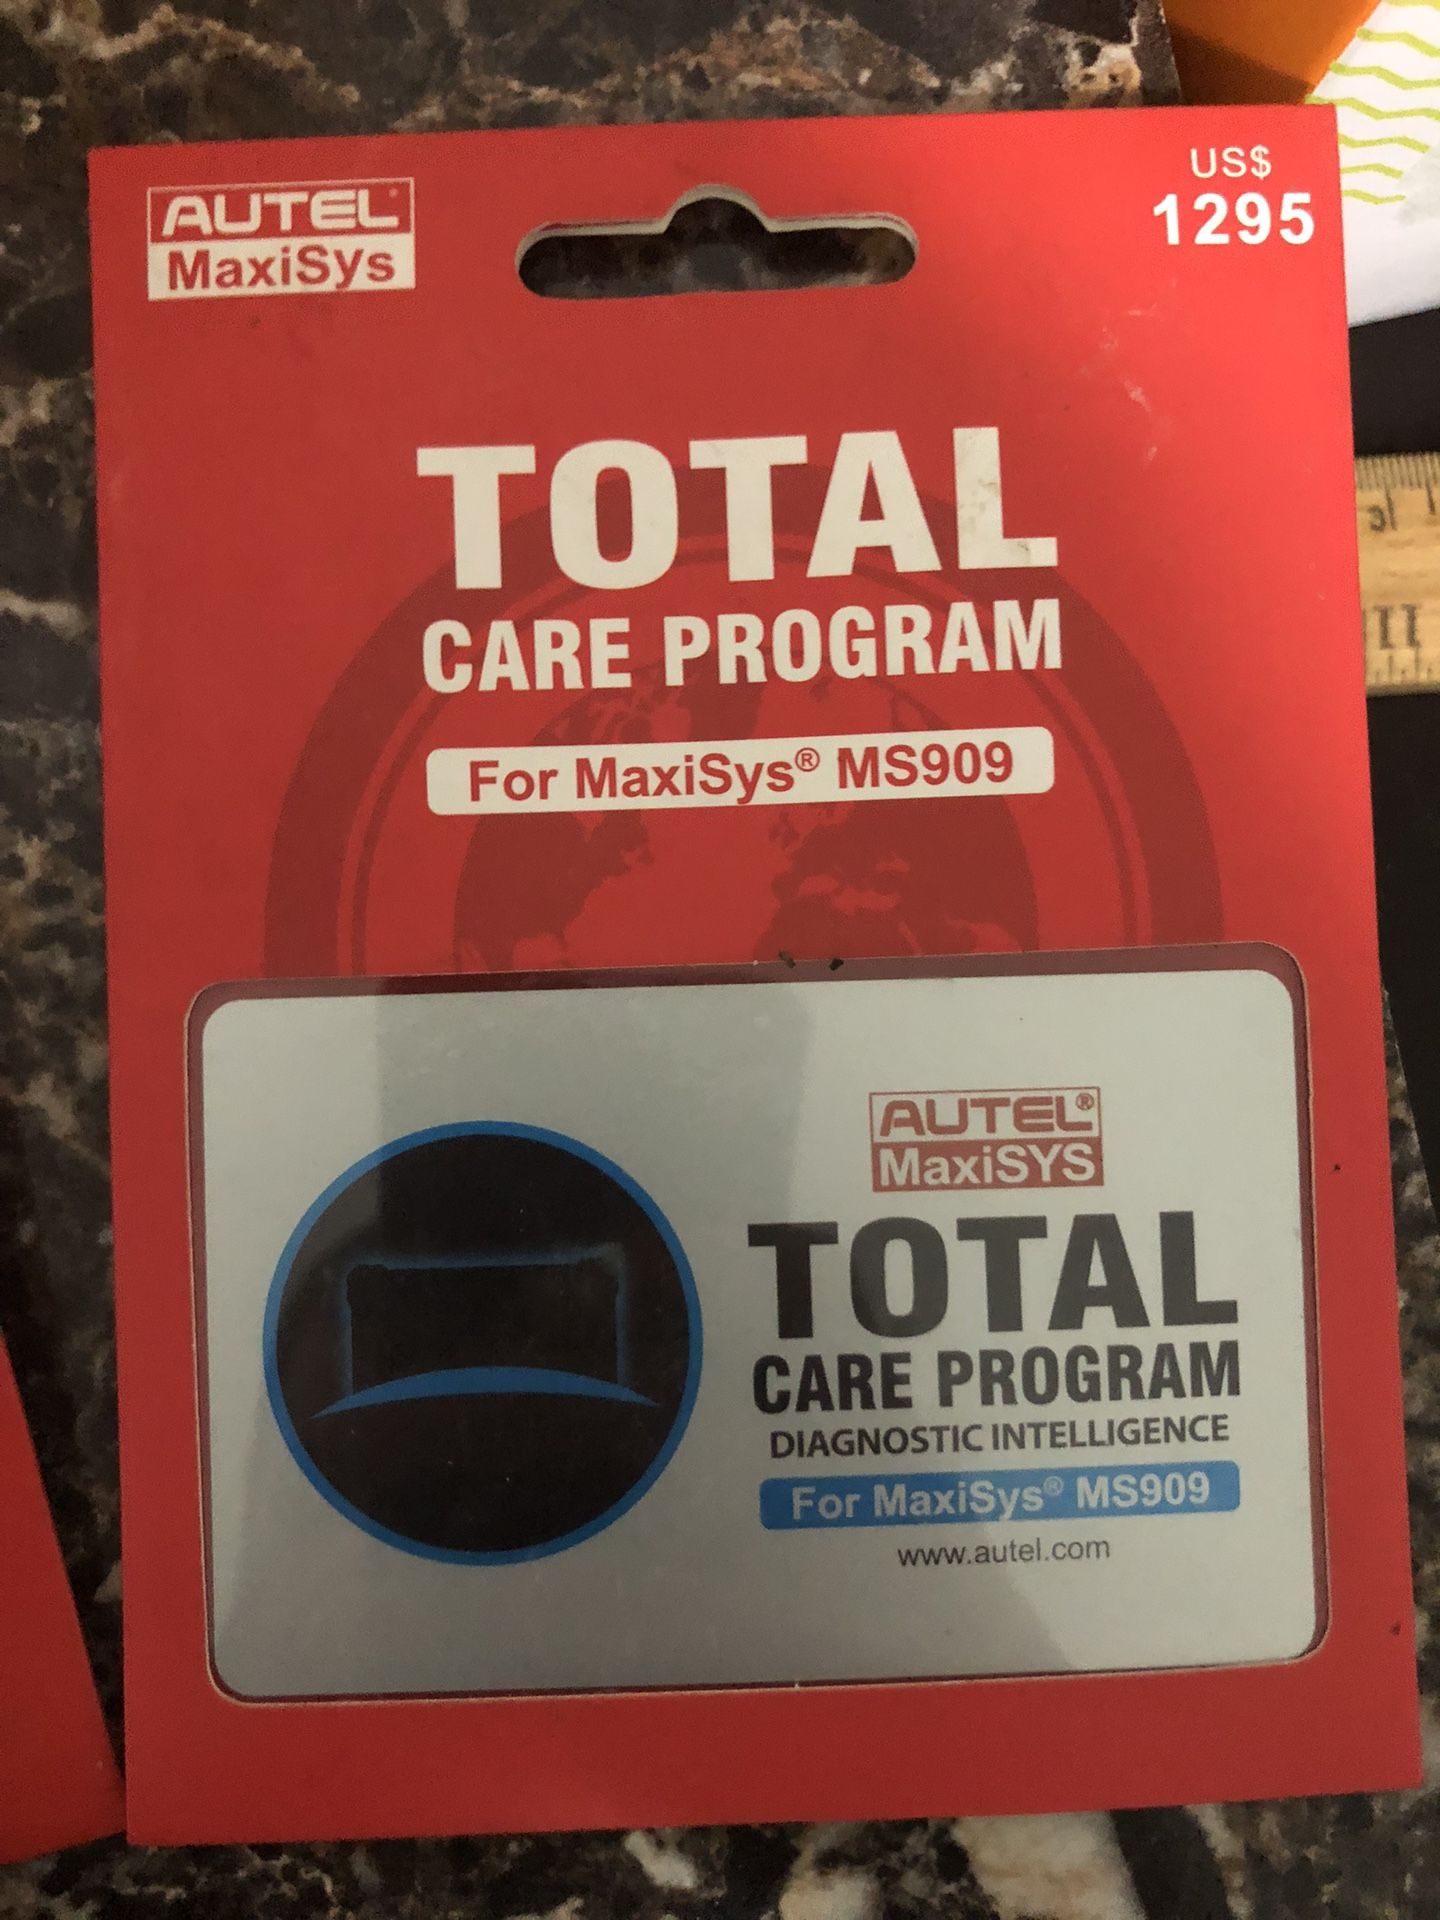 AUTEL
MaxiSys
US$
1295
TOTAL
CARE PROGRAM
For MaxiSys® MS909
AUTEL®
MaxiSYS
TOTAL
CARE PROGRAM
DIAGNOSTIC INTELLIGENCE
For MaxiSys® MS909
www.autel.com
11